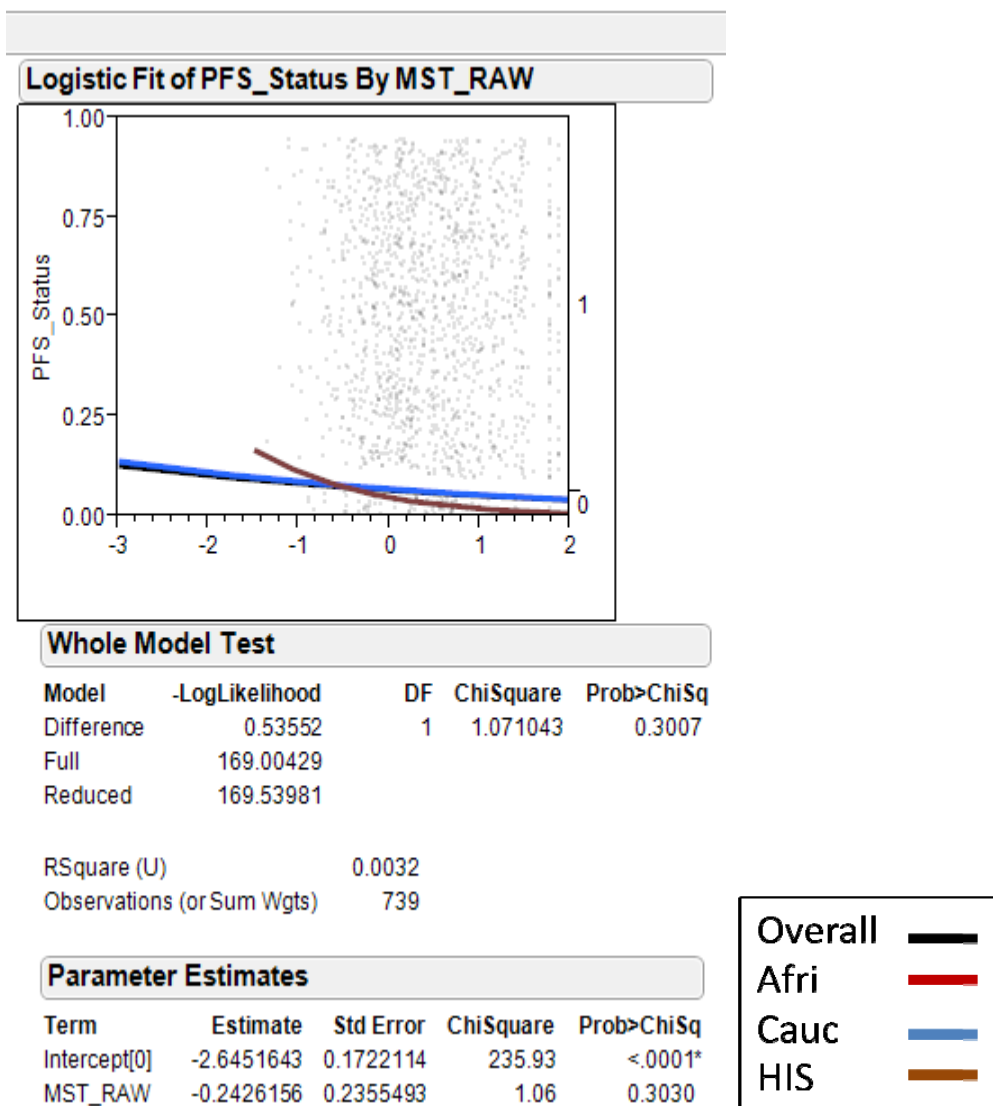 Logistic Fit of PFS_Status By MST_RAW
1.00
0.75
0.50
0.25
0.00
PFS_Status
1
0
-3 -2 -1 0 1 2
Whole Model Test
Model -LogLikelihood DF ChiSquare Prob>ChiSq
Difference 0.53552 1 1.071043 0.3007
Full 169.00429
Reduced 169.53981
RSquare (U) 0.0032
Observations (or Sum Wgts) 739
Parameter Estimates
Term Estimate Std Error ChiSquare Prob>ChiSq
Intercept[0] -2.6451643 0.1722114 235.93 <.0001*
MST_RAW -0.2426156 0.2355493 1.06 0.3030
Overall
Afri
Cauc
HIS